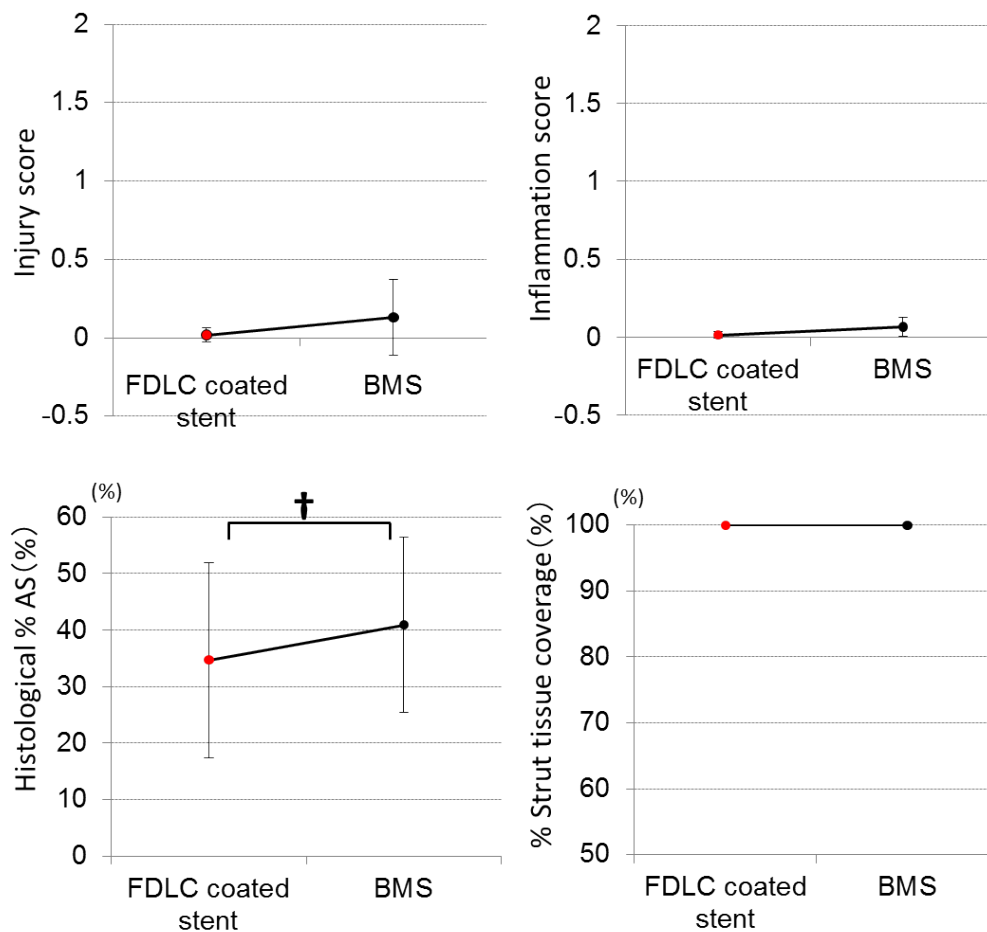 Injury score
2
1.5
1
0.5
0
-0.5
FDLC coated
stent
BMS
Inflammation score
2
1.5
1
0.5
0
-0.5
FDLC coated
stent
BMS
Histological % AS(%)
(%)
60
50
40
30
20
10
0
†
FDLC coated
stent
BMS
% Strut tissue coverage(%)
(%)
100
90
80
70
60
50
FDLC coated
stent
BMS